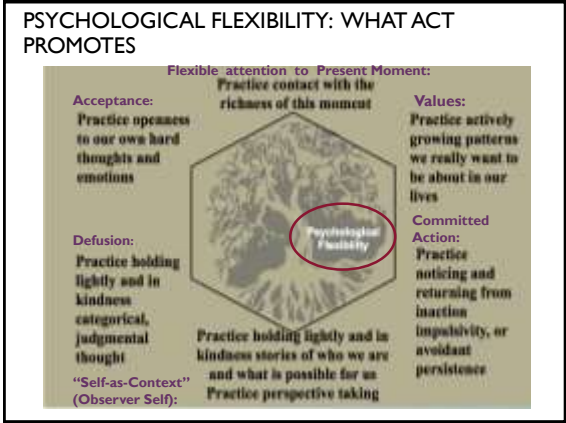 PSYCHOLOGICAL FLEXIBILITY: WHAT ACT
PROMOTES
Flexible attention to Present Moment:
Practice contact with the
richness of this moment
Acceptance:
Practice openness
to our own hard
thoughts and
emotions
Values:
Practice actively
growing patterns
we really want to
be about in our
lives
Psychological
Flexibility
Defusion:
Practice holding
lightly and in
kindness
categorical,
judgmental
thought
Committed
Action:
Practice
noticing and
returning from
inaction
impulsivity, or
avoidant
persistence
“Self-as-Context”
(Observer Self):
Practice holding lightly and in
kindness stories of who we are
and what is possible for us
Practice perspective taking